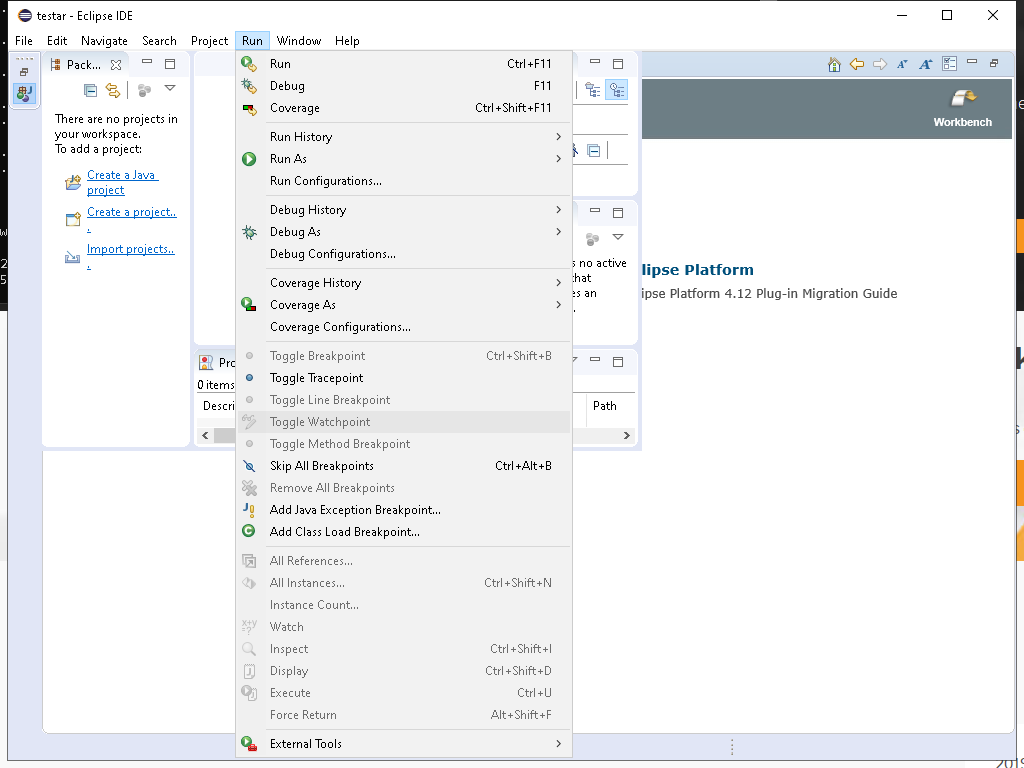 testar - Eclipse IDE
File Edit Navigate Search Project Run Window Help
Pack...
There are no projects in
your workspace.
To add a project:
Create a Java
project
Create a project..
.
Import projects..
.
Run Ctrl+F11
Debug F11
Coverage Ctrl+Shift+F11
Run History
Run As
Run Configurations...
Debug History
Debug As
Debug Configurations...
Coverage History
Coverage As
Coverage Configurations...
Toggle Breakpoint Ctrl+Shift+B
Toggle Tracepoint
Toggle Line Breakpoint
Toggle Watchpoint
Toggle Method Breakpoint
Skip All Breakpoints Ctrl+Alt+B
Remove All Breakpoints
Add Java Exception Breakpoint...
Add Class Load Breakpoint...
All References...
All Instances... Ctrl+Shift+N
Instance Count...
Watch
Inspect Ctrl+Shift+I
Display Ctrl+Shift+D
Execute Ctrl+U
Force Return Alt+Shift+F
External Tools
Pro
0 items
Descri
s no active
hat
es an
.
Path
Workbench
lipse Platform
ipse Platform 4.12 Plug-in Migration Guide
2019